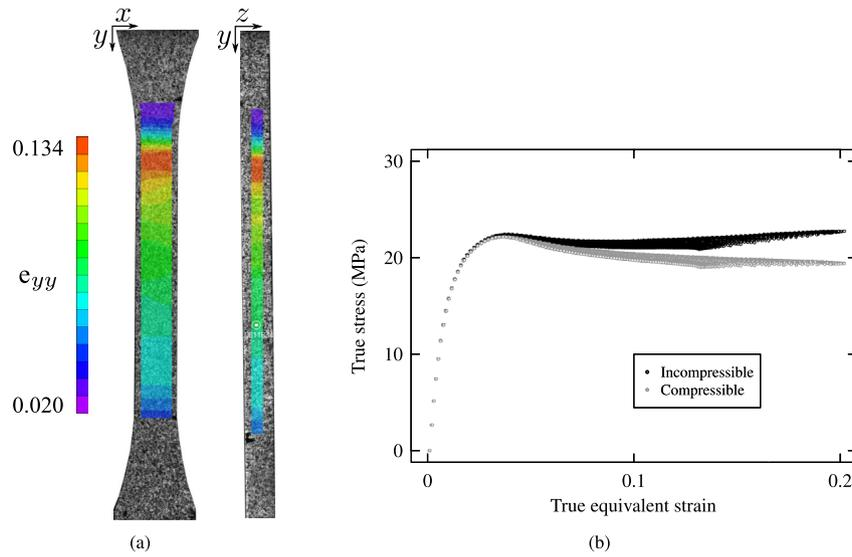 x
y
z
y
0.134
e_yy
0.020
(a)
30
20
10
0
True stress (MPa)
Incompressible
Compressible
0
0.1
0.2
True equivalent strain
(b)